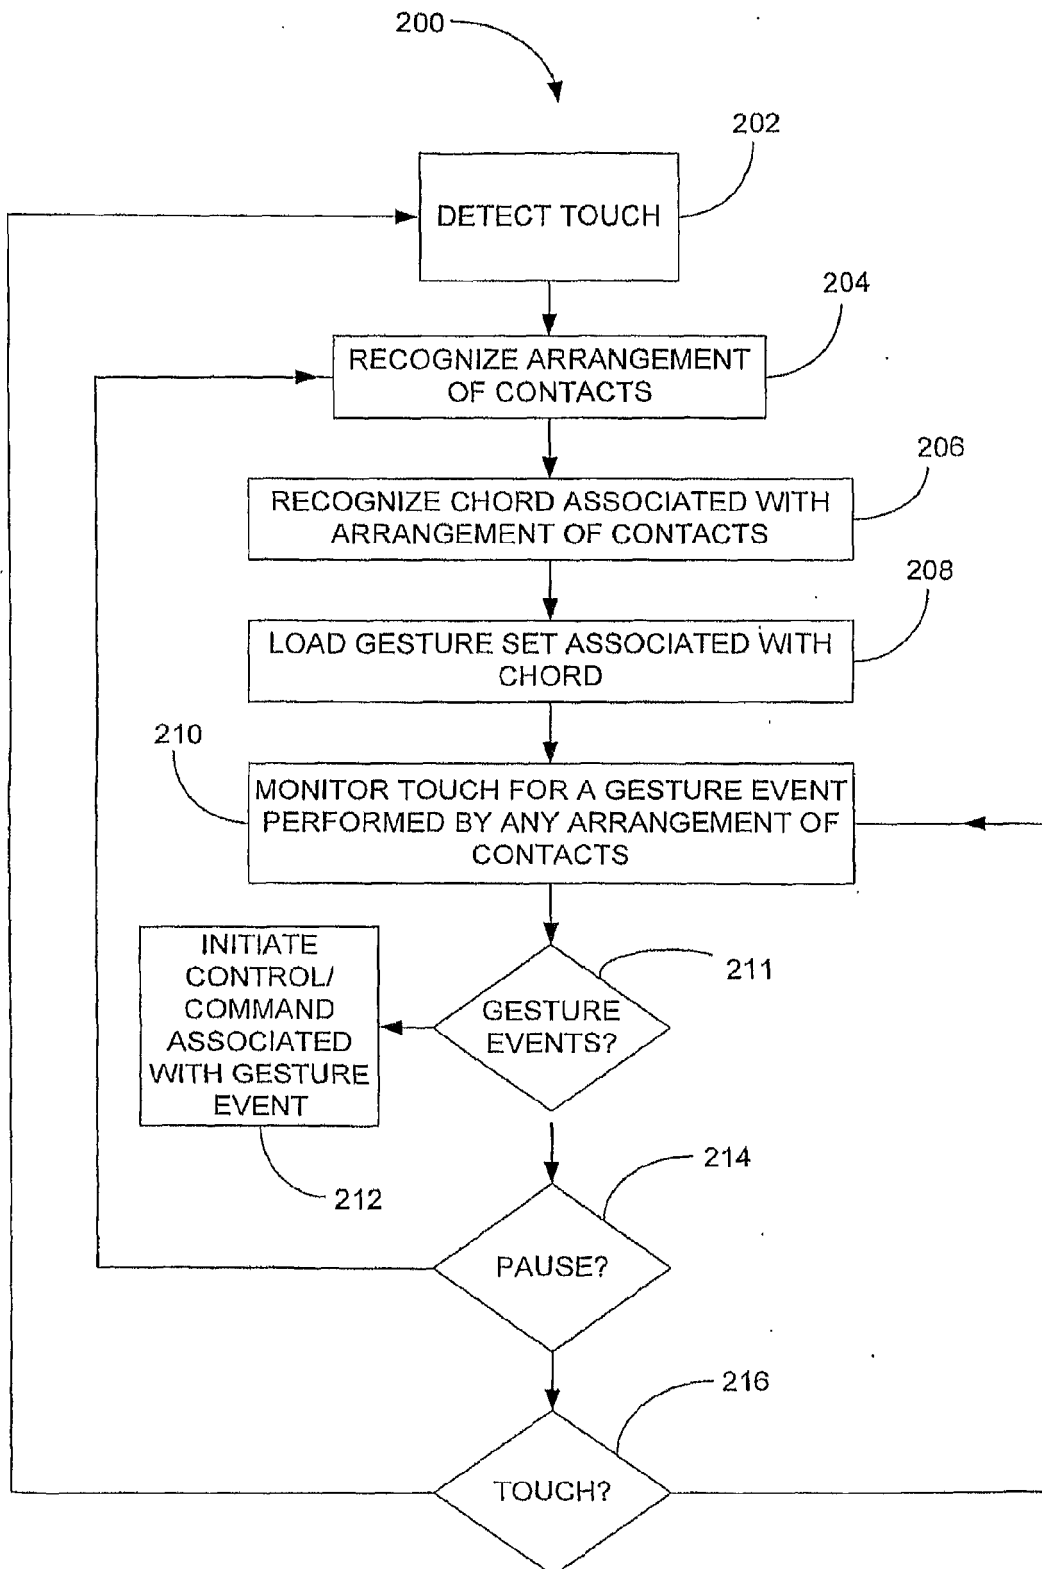 200
202
DETECT TOUCH
204
RECOGNIZE ARRANGEMENT
OF CONTACTS
206
RECOGNIZE CHORD ASSOCIATED WITH
ARRANGEMENT OF CONTACTS
208
LOAD GESTURE SET ASSOCIATED WITH
CHORD
210
MONITOR TOUCH FOR A GESTURE EVENT
PERFORMED BY ANY ARRANGEMENT OF
CONTACTS
211
GESTURE
EVENTS?
INITIATE
CONTROL/
COMMAND
ASSOCIATED
WITH GESTURE
EVENT
212
214
PAUSE?
216
TOUCH?